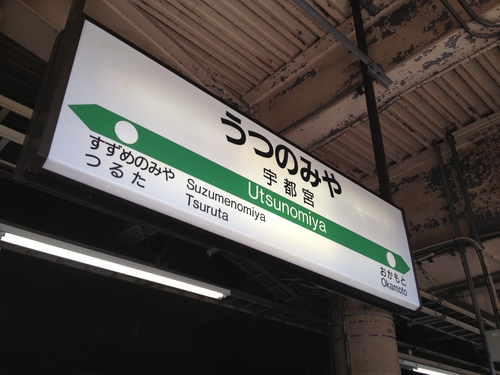 うつのみや
宇都宮
Utsunomiya
すずめのみや
つるた
Suzumenomiya
Tsuruta
おかもと
Okamoto